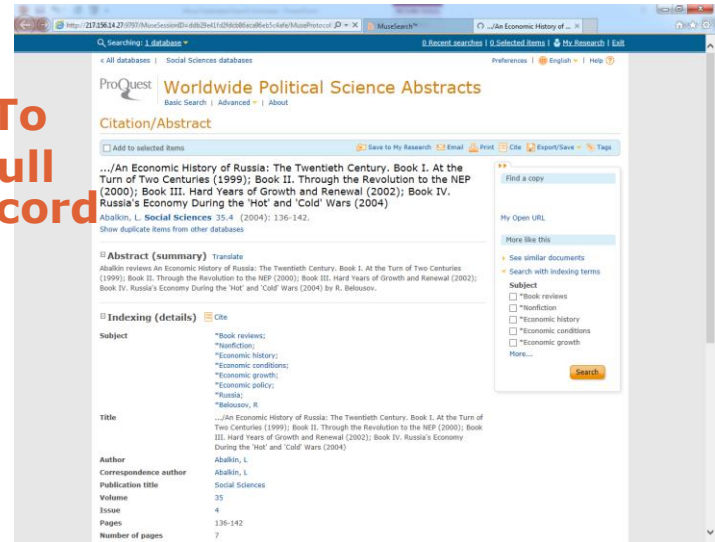 http://217.156.14.27:9797/MuseSessionID=
MuseSearch™
.../An Economic History of ... ×
Searching: 1 database
0 Recent searches | 0 Selected items | My Research | Exit
< All databases | Social Sciences databases
Preferences | English | Help
ProQuest Worldwide Political Science Abstracts
Basic Search | Advanced | About
To
ull
cord
Citation/Abstract
Add to selected items
Save to My Research Email Print Cite Export/Save Tags
.../An Economic History of Russia: The Twentieth Century. Book I. At the
Turn of Two Centuries (1999); Book II. Through the Revolution to the NEP
(2000); Book III. Hard Years of Growth and Renewal (2002); Book IV.
Russia's Economy During the 'Hot' and 'Cold' Wars (2004)
Abalkin, L. Social Sciences 35.4 (2004): 136-142.
Show duplicate items from other databases
Find a copy
My Open URL
More like this
See similar documents
Search with indexing terms
Subject
*Book reviews
*Nonfiction
*Economic history
*Economic conditions
*Economic growth
More...
Search
Abstract (summary) Translate
Abalkin reviews An Economic History of Russia: The Twentieth Century. Book I. At the Turn of Two Centuries
(1999); Book II. Through the Revolution to the NEP (2000); Book III. Hard Years of Growth and Renewal (2002);
Book IV. Russia's Economy During the 'Hot' and 'Cold' Wars (2004) by R. Belousov.
Indexing (details) Cite
Subject
*Book reviews;
*Nonfiction;
*Economic history;
*Economic conditions;
*Economic growth;
*Economic policy;
*Russia;
*Belousov, R
Title .../An Economic History of Russia: The Twentieth Century. Book I. At the Turn of
Two Centuries (1999); Book II. Through the Revolution to the NEP (2000); Book
III. Hard Years of Growth and Renewal (2002); Book IV. Russia's Economy
During the 'Hot' and 'Cold' Wars (2004)
Author Abalkin, L
Correspondence author Abalkin, L
Publication title Social Sciences
Volume 35
Issue 4
Pages 136-142
Number of pages 7